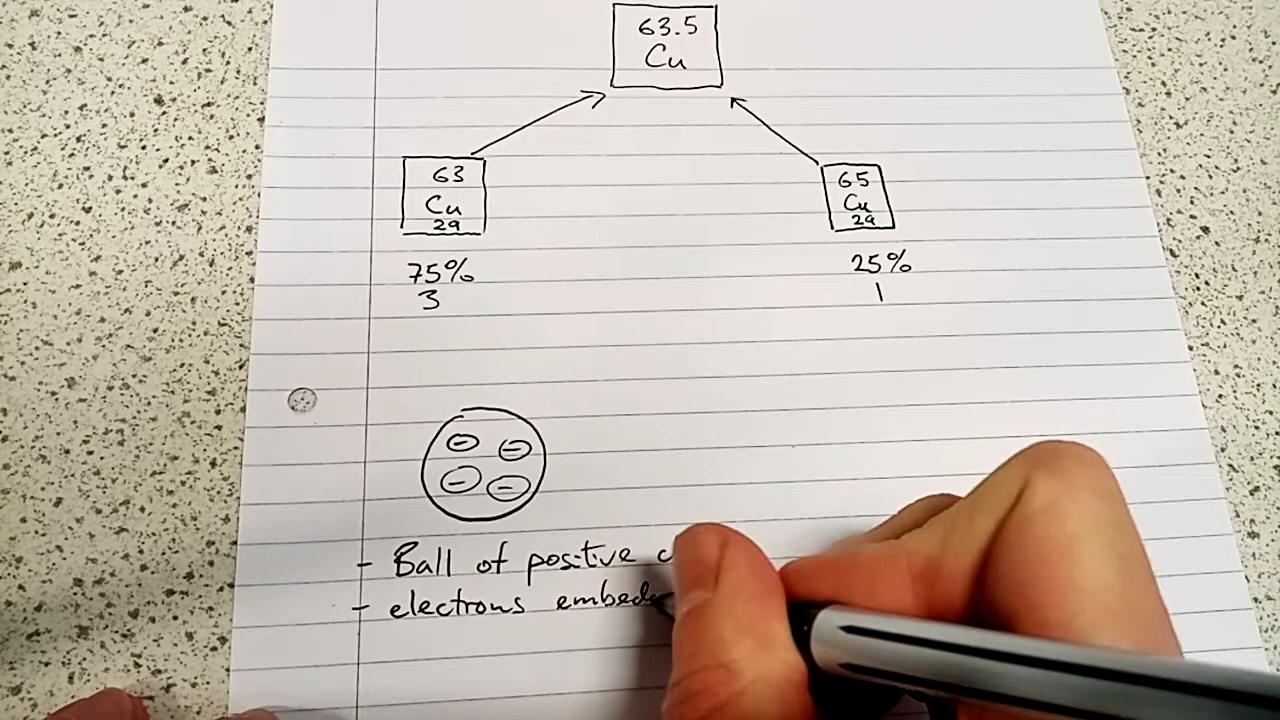 63.5
Cu
63
Cu
29
65
Cu
29
75%
3
25%
1
- Ball of positive
- electrons embed